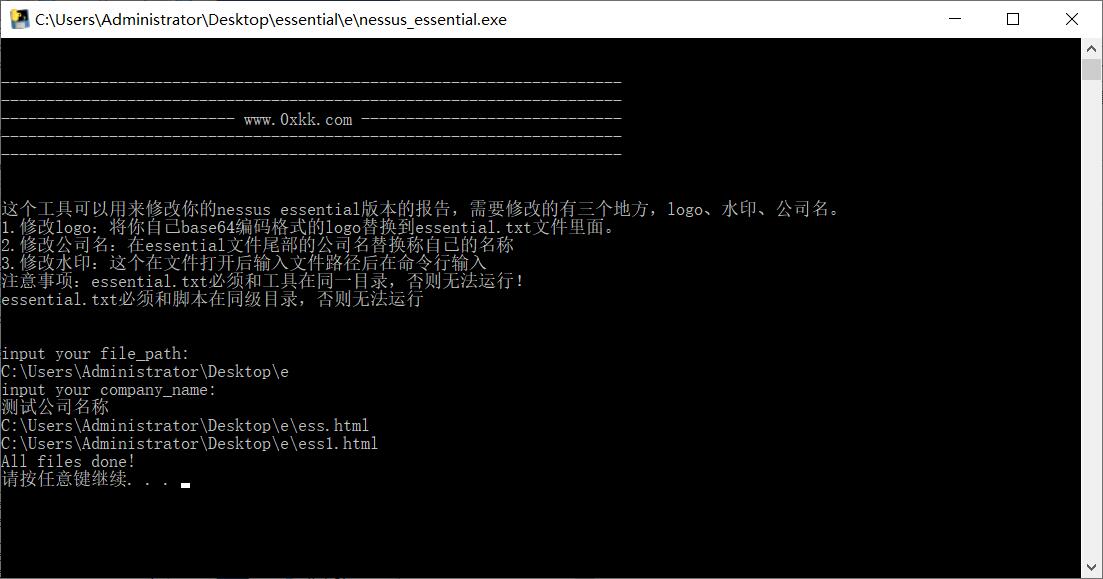 C:\Users\Administrator\Desktop\essential\e\nessus_essential.exe
---------------------------------------------------------------------
---------------------------------------------------------------------
-------------------------- www.0xkk.com -----------------------------
---------------------------------------------------------------------
---------------------------------------------------------------------
这个工具可以用来修改你的nessus essential版本的报告，需要修改的有三个地方，logo、水印、公司名。
1.修改logo：将你自己base64编码格式的logo替换到essential.txt文件里面。
2.修改公司名：在essential文件尾部的公司名替换称自己的名称
3.修改水印：这个在文件打开后输入文件路径后在命令行输入
注意事项：essential.txt必须和工具在同一目录，否则无法运行！
essential.txt必须和脚本在同级目录，否则无法运行
input your file_path:
C:\Users\Administrator\Desktop\e
input your company_name:
测试公司名称
C:\Users\Administrator\Desktop\e\ess.html
C:\Users\Administrator\Desktop\e\ess1.html
All files done!
请按任意键继续. . .